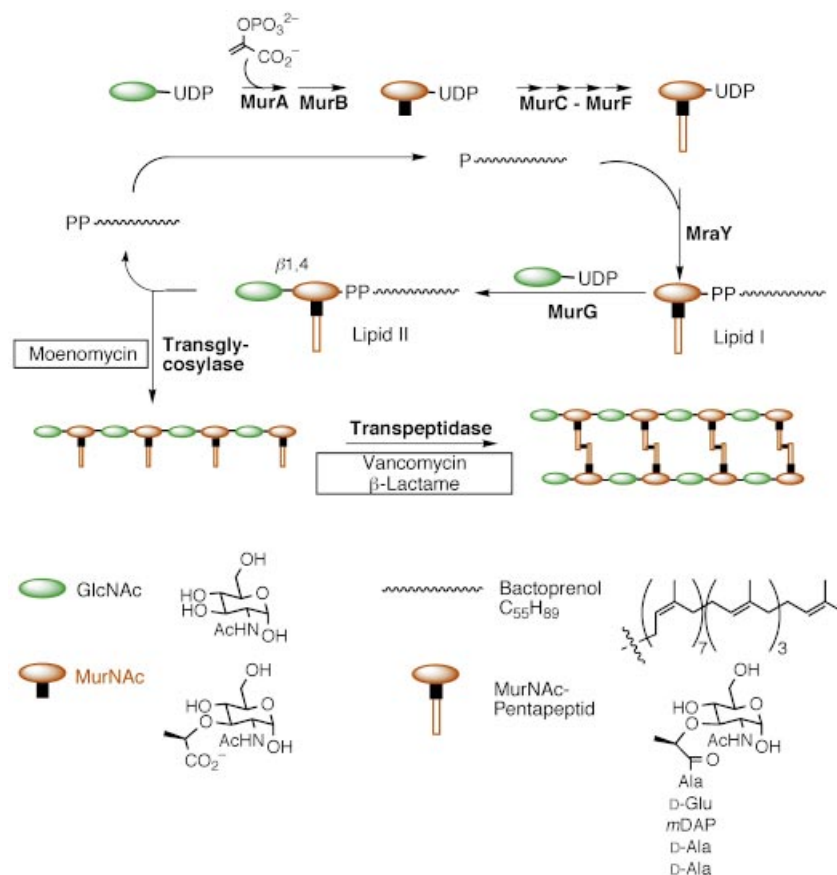 OPO₃²⁻
CO₂⁻
UDP
MurA MurB
UDP
MurC - MurF
UDP
P
PP
MraY
β1,4
UDP
PP
MurG
PP
Lipid II
Lipid I
Moenomycin
Transgly-
cosylase
Transpeptidase
Vancomycin
β-Lactame
GlcNAc
OH
HO
O
HO
AcHN
OH
Bactoprenol
C₅₅H₈₉
7
3
MurNAc
OH
HO
O
O
AcHN
OH
CO₂⁻
MurNAc-
Pentapeptid
OH
HO
O
O
AcHN
OH
O
Ala
D-Glu
mDAP
D-Ala
D-Ala